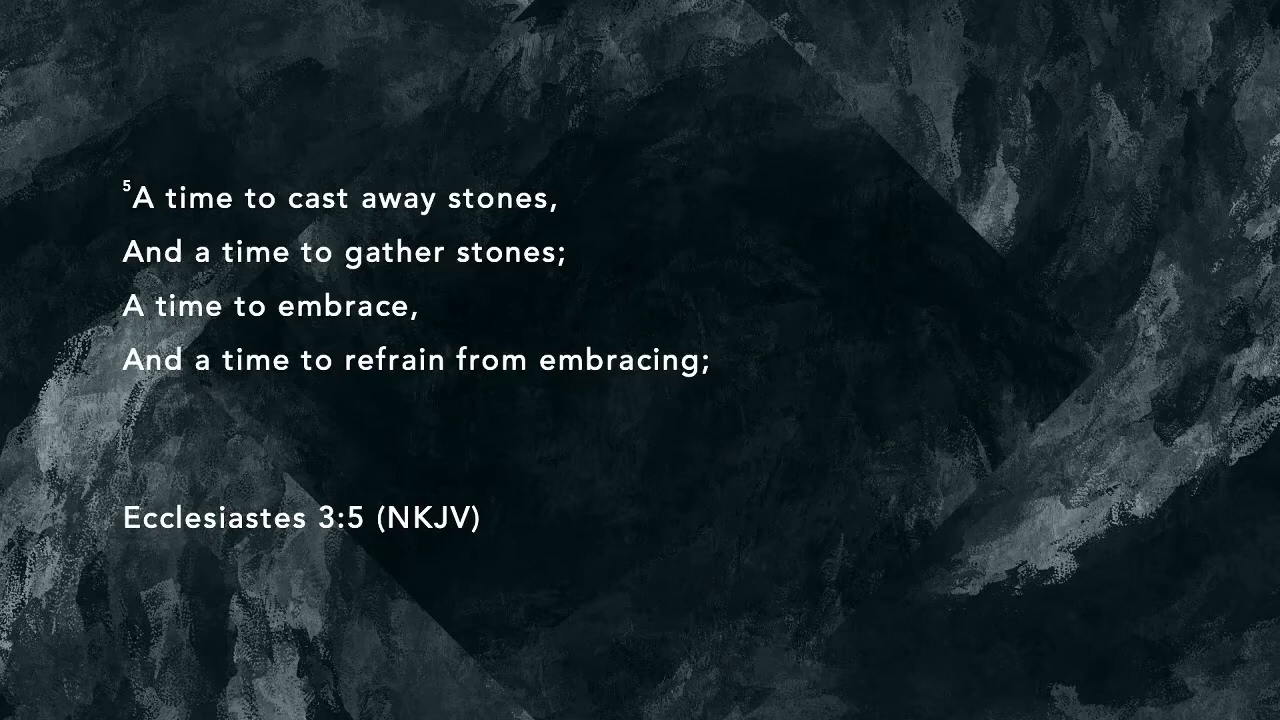 ⁵A time to cast away stones,
And a time to gather stones;
A time to embrace,
And a time to refrain from embracing;
Ecclesiastes 3:5 (NKJV)